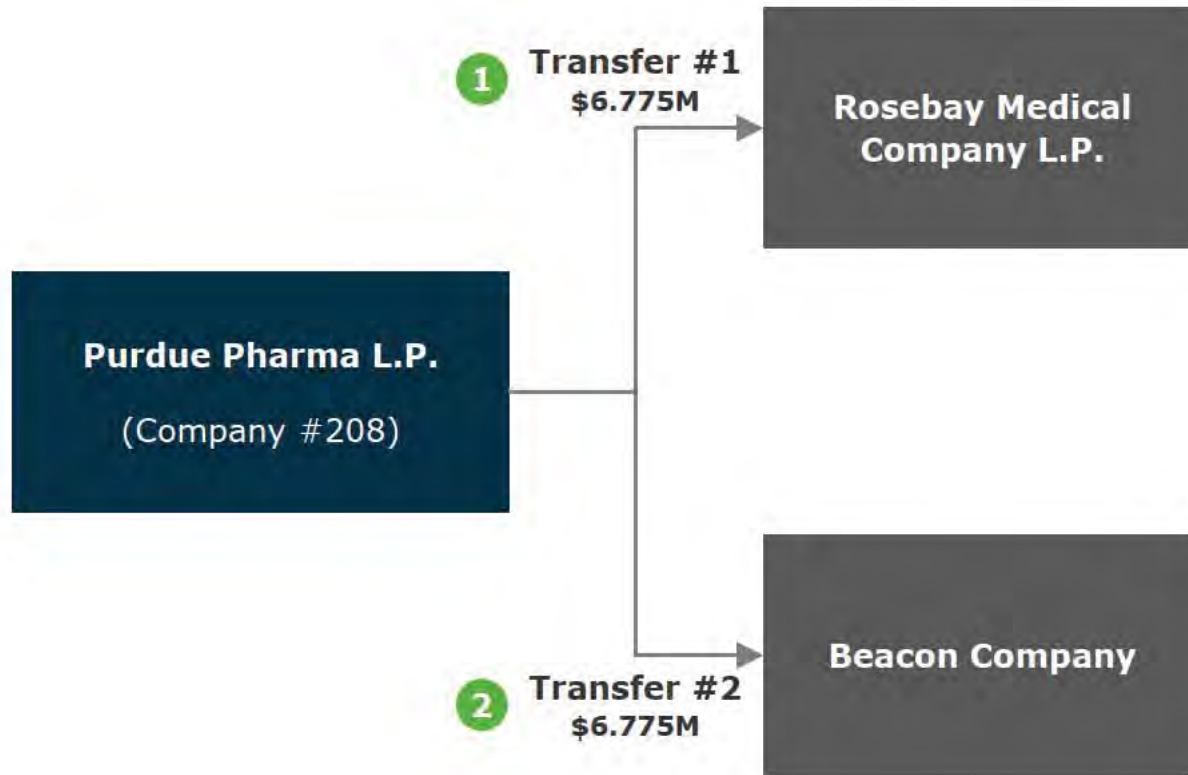 1
Transfer #1
$6.775M
Rosebay Medical
Company L.P.
Purdue Pharma L.P.
(Company #208)
Beacon Company
2
Transfer #2
$6.775M